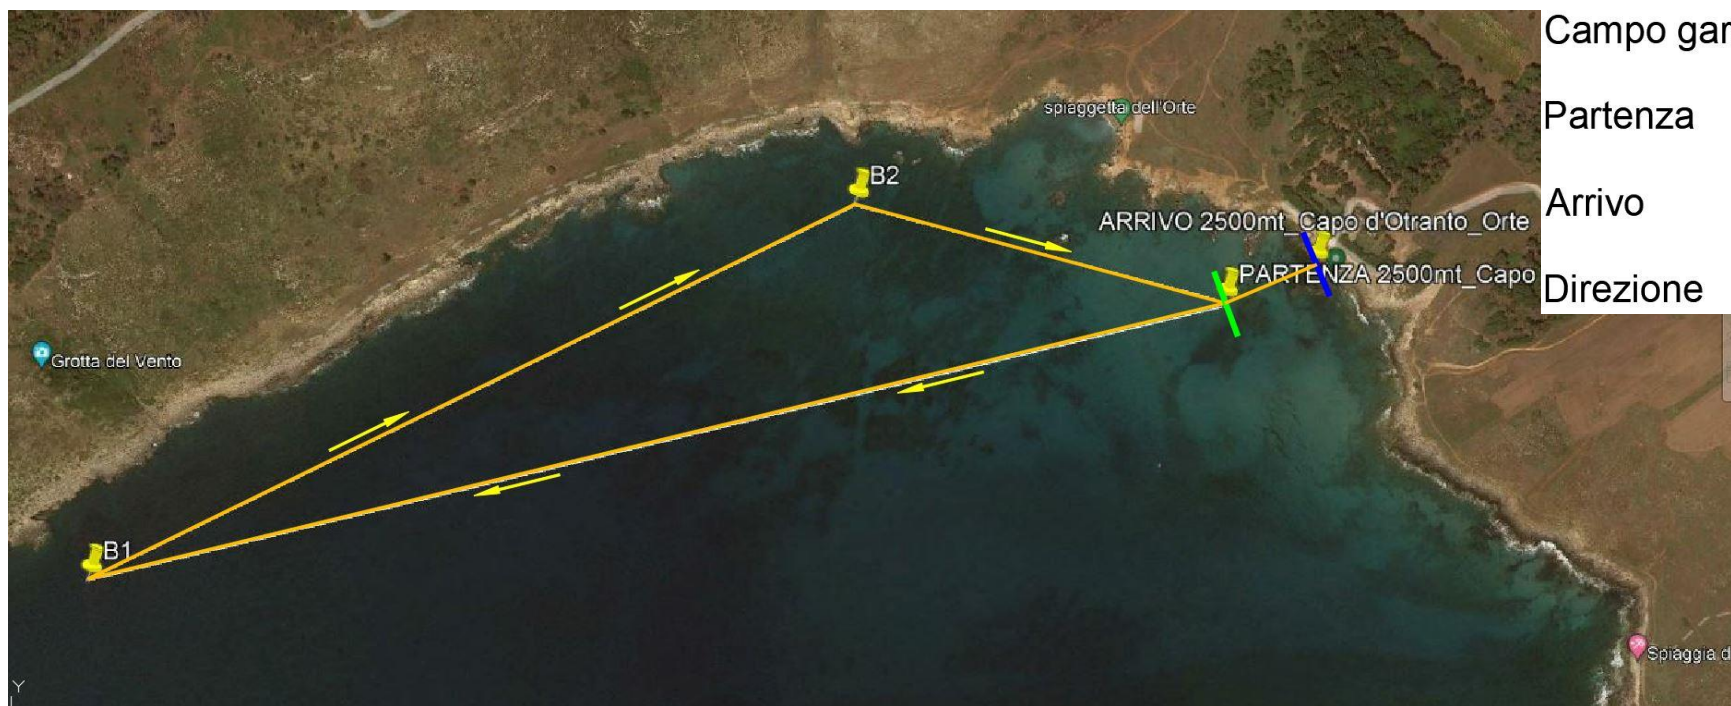 Campo gar
spiaggetta dell'Orte
Partenza
B2
Arrivo
ARRIVO 2500mt_Capo d'Otranto_Orte
PARTENZA 2500mt_Capo
Direzione
Grotta del Vento
B1
Spiaggia d
Y